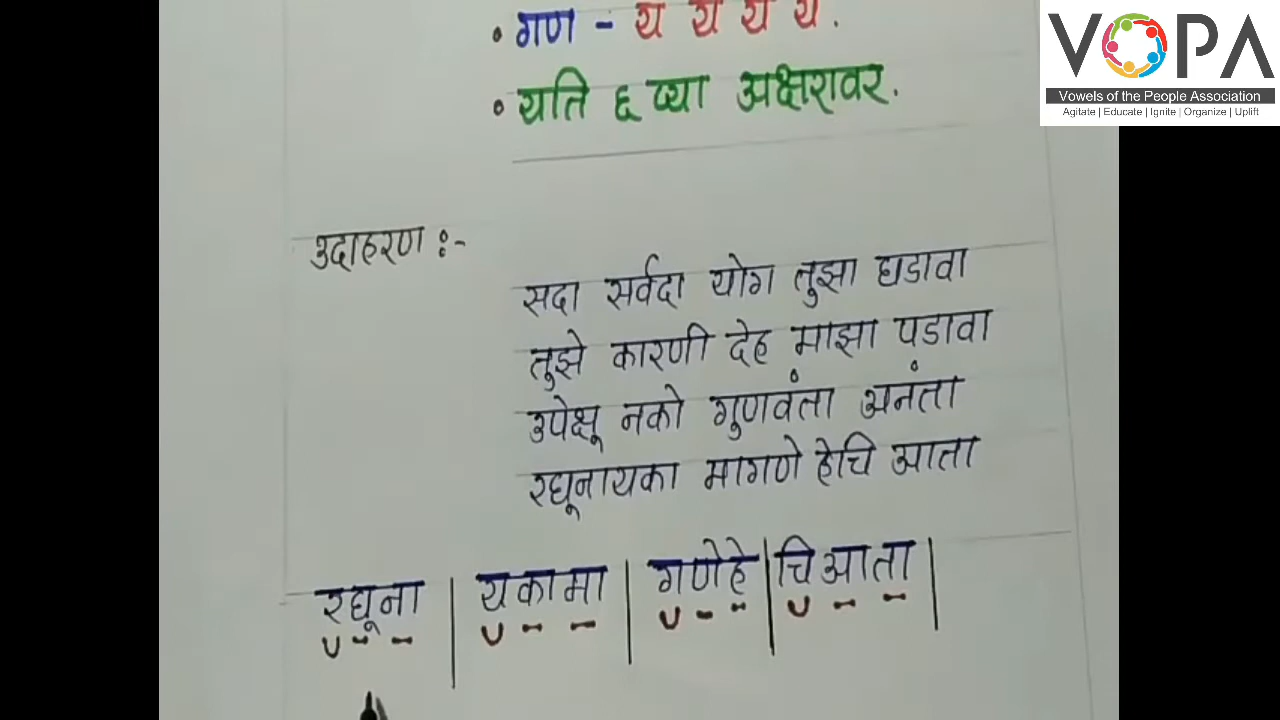 • गण - य य य य.
• यति ६ व्या अक्षरावर.
VOPA
Vowels of the People Association
Agitate | Educate | Ignite | Organize | Uplift
उदाहरण :-
सदा सर्वदा योग तुझा घडावा
तुझे कारणी देह माझा पडावा
उपेक्षू नको गुणवंता अनंता
रघूनायका मागणे हेचि आता
रघूना | यकामा | गणेहे | चिआता |
U - - U - - U - - U - -